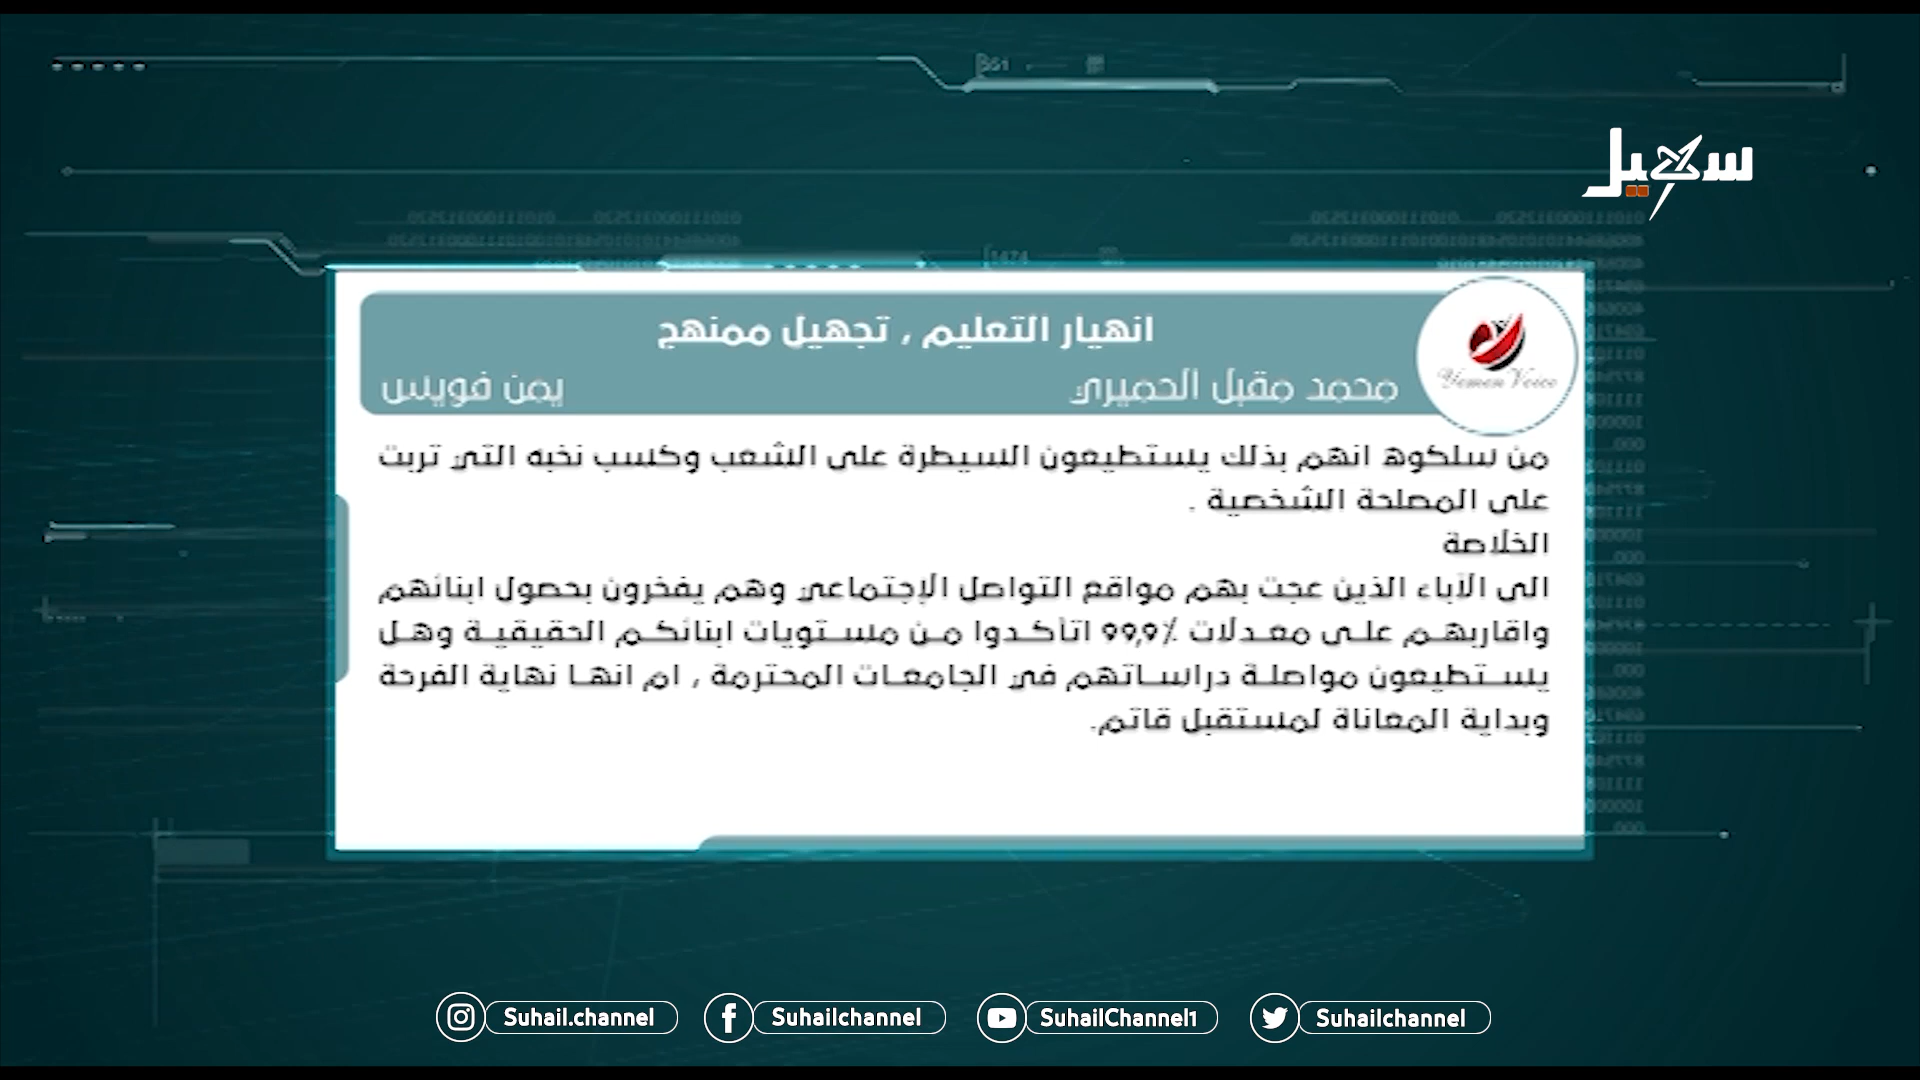 سهيل
انهيار التعليم ، تجهيل ممنهج
محمد مقبل الحميري
يمن فويس
Yemen Voice
من سلكوه انهم بذلك يستطيعون السيطرة على الشعب وكسب نخبه التي تربت
على المصلحة الشخصية .
الخلاصة
الى الآباء الذين عجت بهم مواقع التواصل الإجتماعي وهم يفخرون بحصول ابنائهم
واقاربهم على معدلات ٪99,9 اتأكدوا من مستويات ابنائكم الحقيقية وهل
يستطيعون مواصلة دراساتهم في الجامعات المحترمة , ام انها نهاية الفرحة
وبداية المعاناة لمستقبل قاتم.
Suhail.channel
Suhailchannel
SuhailChannel1
Suhailchannel